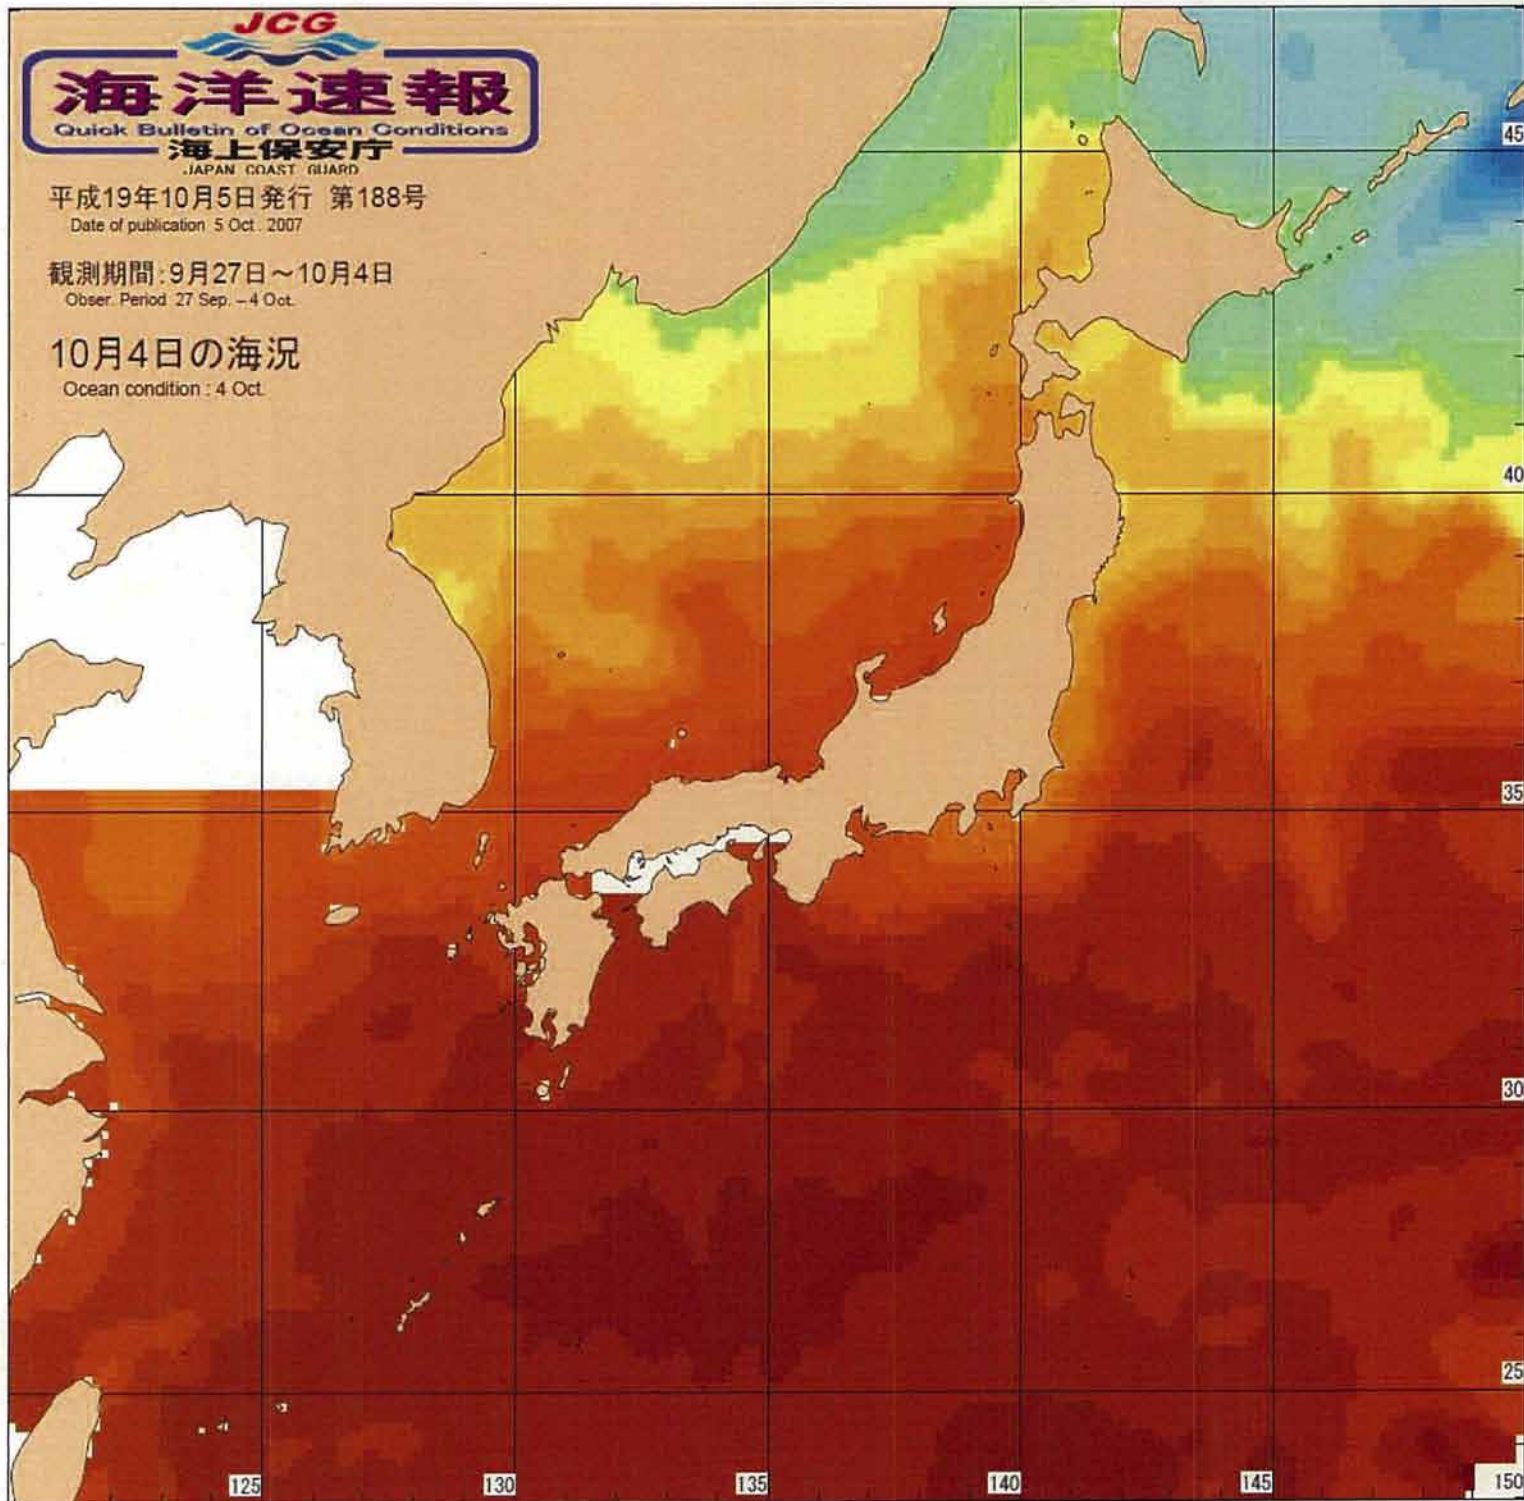 JCG
海洋速報
Quick Bulletin of Ocean Conditions
海上保安庁
JAPAN COAST GUARD
平成19年10月5日発行 第188号
Date of publication 5 Oct. 2007
観測期間:9月27日～10月4日
Obser. Period 27 Sep. – 4 Oct.
10月4日の海況
Ocean condition : 4 Oct.
45
40
35
30
25
125
130
135
140
145
150